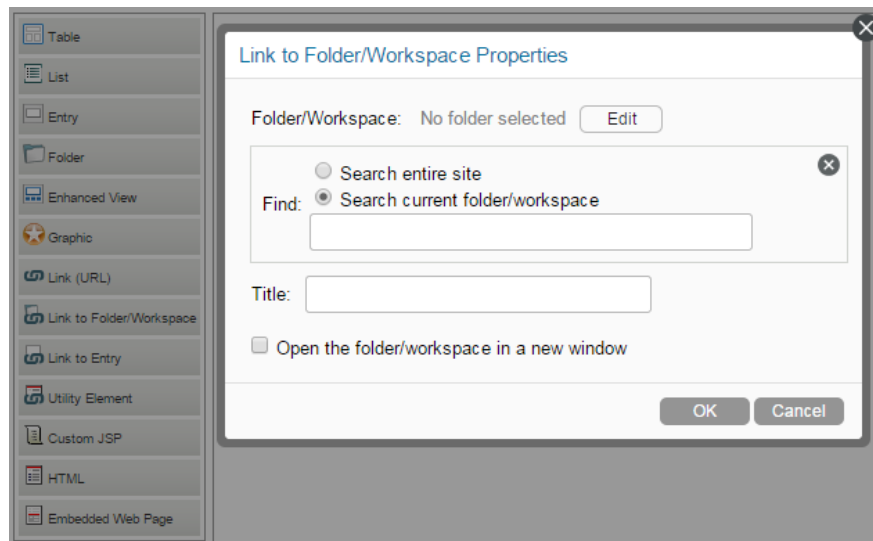 Table
List
Entry
Folder
Enhanced View
Graphic
Link (URL)
Link to Folder/Workspace
Link to Entry
Utility Element
Custom JSP
HTML
Embedded Web Page
Link to Folder/Workspace Properties
Folder/Workspace: No folder selected Edit
Search entire site
Find:
Search current folder/workspace
Title:
Open the folder/workspace in a new window
OK Cancel